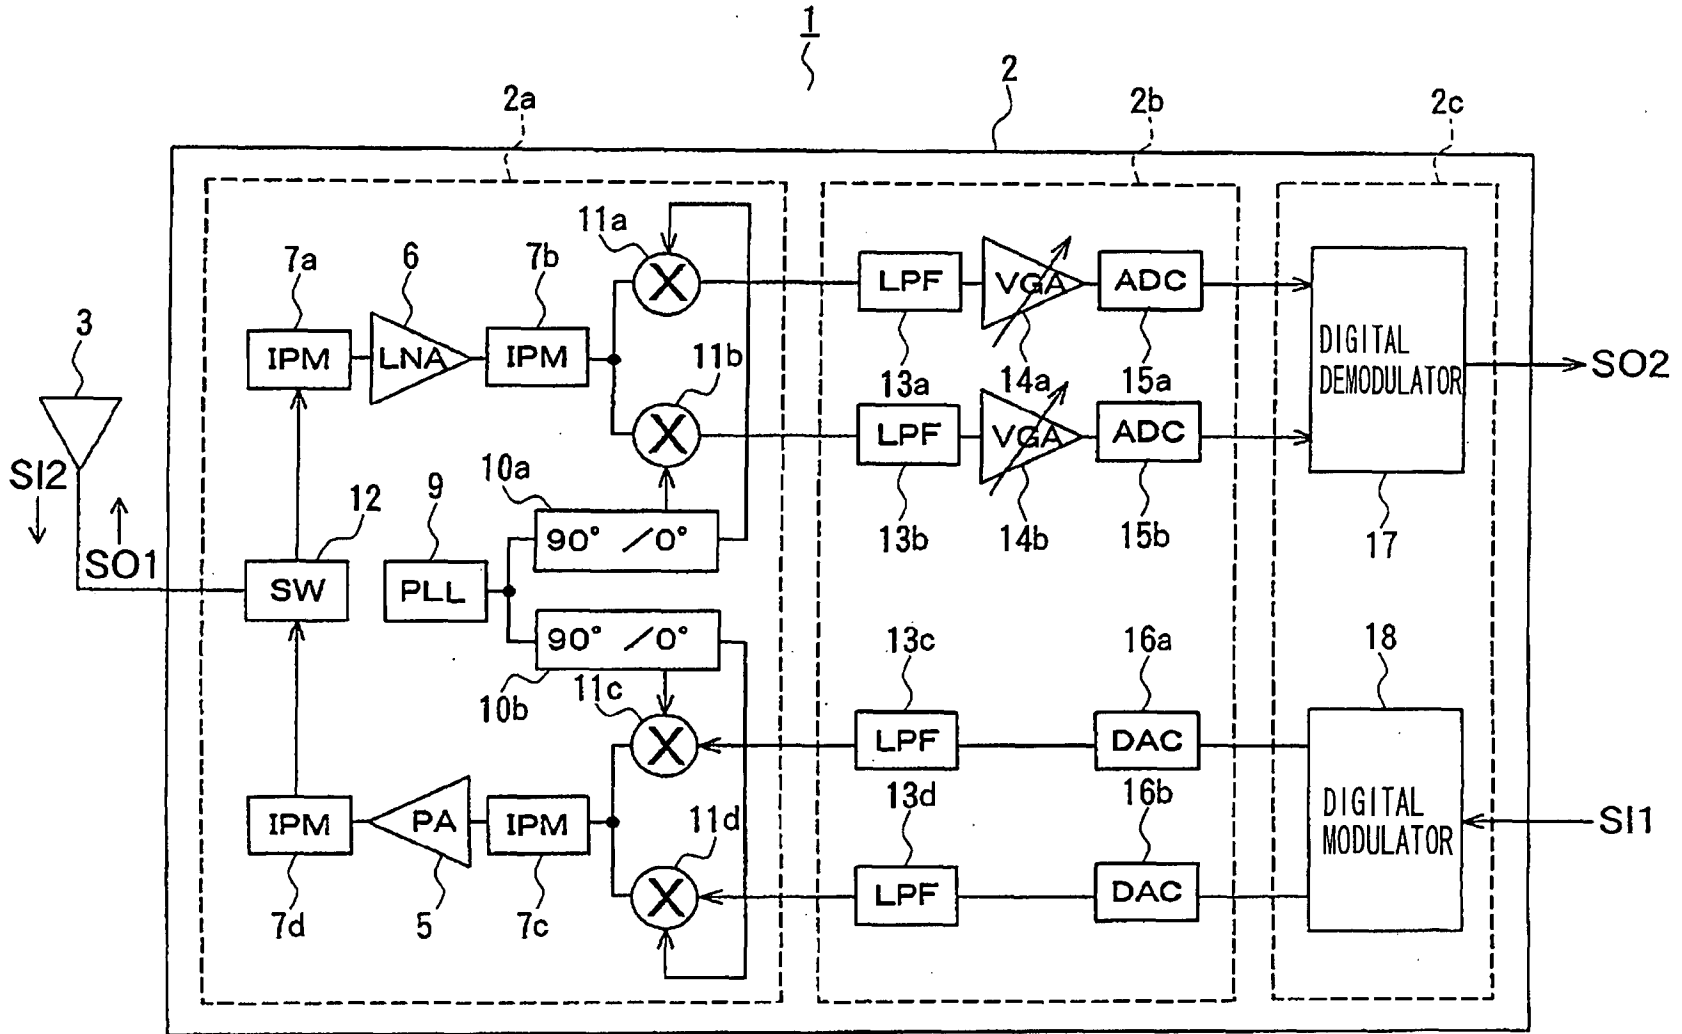 1
2
2a
2b
2c
11a
7a
6
7b
LPF
VGA
ADC
3
IPM
LNA
IPM
11b
DIGITAL
DEMODULATOR
SO2
13a
14a
15a
LPF
VGA
ADC
SI2
SO1
12
9
10a
90° /0°
13b
14b
15b
17
SW
PLL
90° /0°
10b
11c
13c
16a
18
LPF
DAC
IPM
PA
IPM
11d
13d
16b
DIGITAL
MODULATOR
SI1
LPF
DAC
7d
5
7c